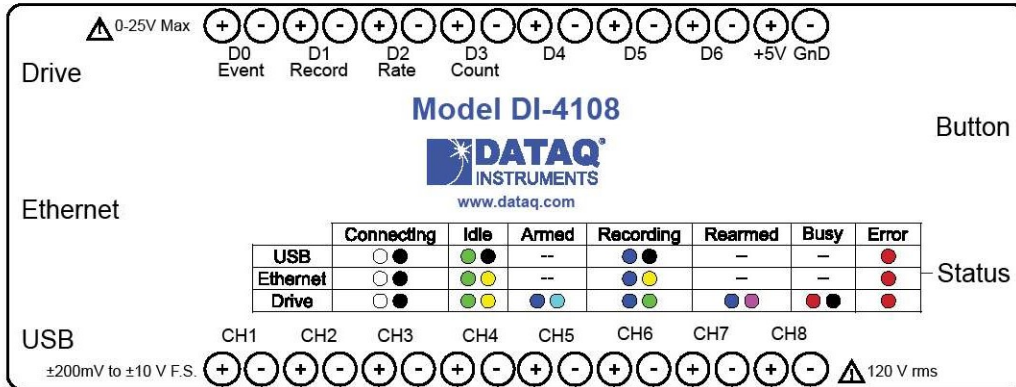 0-25V Max + - + - + - + - + - + - + - + -
D0 D1 D2 D3 D4 D5 D6 +5V GnD
Event Record Rate Count
Drive
Model DI-4108
Button
DATAQ®
INSTRUMENTS
www.dataq.com
Ethernet
Connecting Idle Armed Recording Rearmed Busy Error
USB -- – –
Ethernet -- – –
Drive
Status
USB
CH1 CH2 CH3 CH4 CH5 CH6 CH7 CH8
±200mV to ±10 V F.S. + - + - + - + - + - + - + - + - 120 V rms